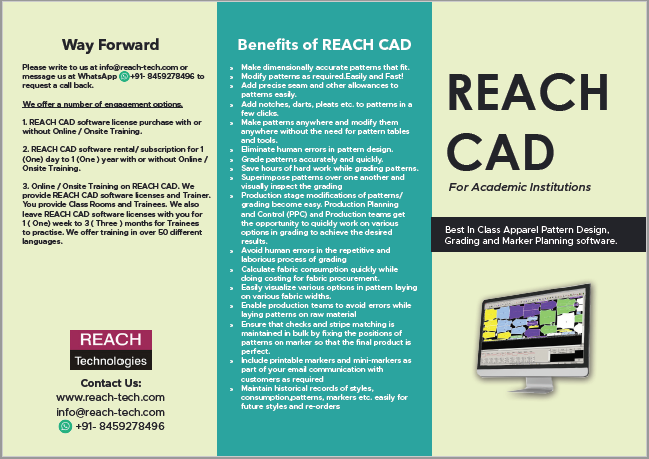 Way Forward
Please write to us at info@reach-tech.com or
message us at WhatsApp +91- 8459278496 to
request a call back.
We offer a number of engagement options.
1. REACH CAD software license purchase with or
without Online / Onsite Training.
2. REACH CAD software rental/ subscription for 1
(One) day to 1 (One ) year with or without Online /
Onsite Training.
3. Online / Onsite Training on REACH CAD. We
provide REACH CAD software licenses and Trainer.
You provide Class Rooms and Trainees. We also
leave REACH CAD software licenses with you for
1 ( One) week to 3 ( Three ) months for Trainees
to practise. We offer training in over 50 different
languages.
REACH
Technologies
Contact Us:
www.reach-tech.com
info@reach-tech.com
+91- 8459278496
Benefits of REACH CAD
» Make dimensionally accurate patterns that fit.
» Modify patterns as required.Easily and Fast!
» Add precise seam and other allowances to
patterns easily.
» Add notches, darts, pleats etc. to patterns in a
few clicks.
» Make patterns anywhere and modify them
anywhere without the need for pattern tables
and tools.
» Eliminate human errors in pattern design.
» Grade patterns accurately and quickly.
» Save hours of hard work while grading patterns.
» Superimpose patterns over one another and
visually inspect the grading
» Production stage modifications of patterns/
grading become easy. Production Planning
and Control (PPC) and Production teams get
the opportunity to quickly work on various
options in grading to achieve the desired
results.
» Avoid human errors in the repetitive and
laborious process of grading
» Calculate fabric consumption quickly while
doing costing for fabric procurement.
» Easily visualize various options in pattern laying
on various fabric widths.
» Enable production teams to avoid errors while
laying patterns on raw material
» Ensure that checks and stripe matching is
maintained in bulk by fixing the positions of
patterns on marker so that the final product is
perfect.
» Include printable markers and mini-markers as
part of your email communication with
customers as required
» Maintain historical records of styles,
consumption,patterns, markers etc. easily for
future styles and re-orders
REACH
CAD
For Academic Institutions
Best In Class Apparel Pattern Design,
Grading and Marker Planning software.